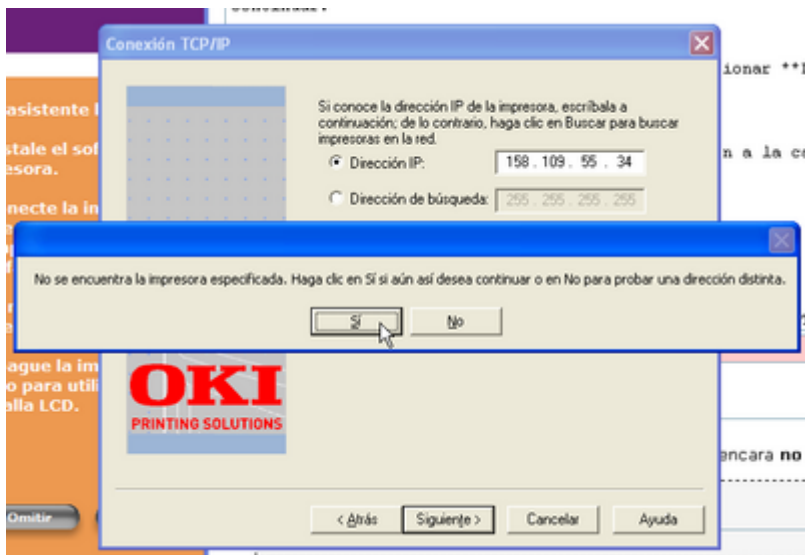 Conexión TCP/IP
ionar **
asistente
Si conoce la dirección IP de la impresora, escríbala a
continuación; de lo contrario, haga clic en Buscar para buscar
impresoras en la red.
stale el sof
esora.
Dirección IP: 158 . 109 . 55 . 34
n a la co
necte la in
Dirección de búsqueda: 255 . 255 . 255 . 255
No se encuentra la impresora especificada. Haga clic en Sí si aún así desea continuar o en No para probar una dirección distinta.
Sí No
ague la im
o para utili
alla LCD.
OKI
PRINTING SOLUTIONS
encara no
Omitir
< Atrás Siguiente > Cancelar Ayuda